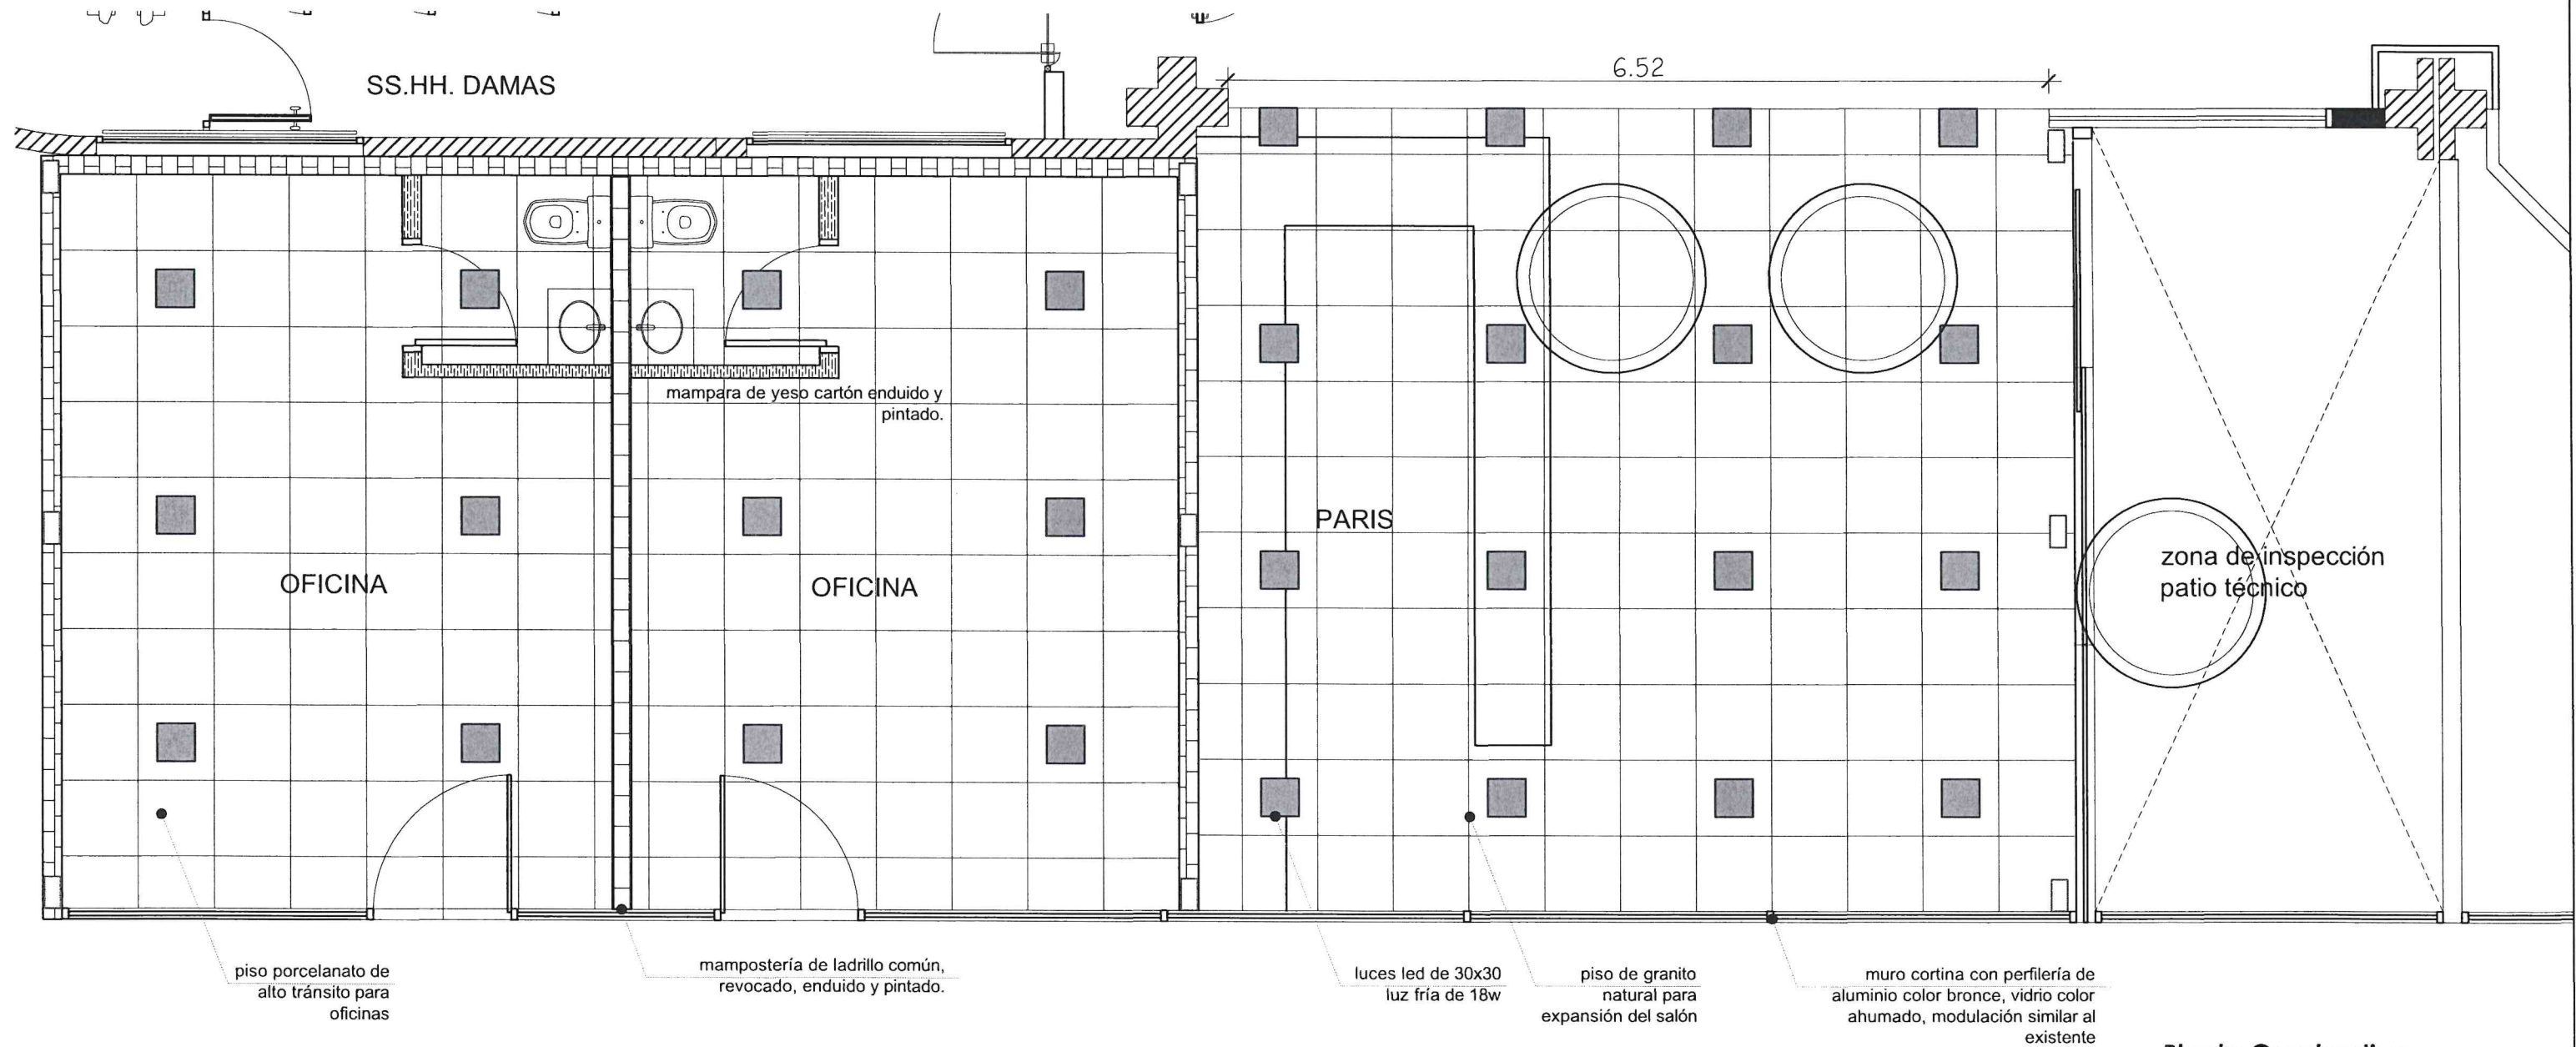 6.52
SS.HH. DAMAS
mampara de yeso cartón enduido y
pintado.
PARIS
zona de inspección
patio técnico
OFICINA
OFICINA
piso porcelanato de
alto tránsito para
oficinas
mampostería de ladrillo común,
revocado, enduido y pintado.
luces led de 30x30
luz fría de 18w
piso de granito
natural para
expansión del salón
muro cortina con perfilería de
aluminio color bronce, vidrio color
ahumado, modulación similar al
existente